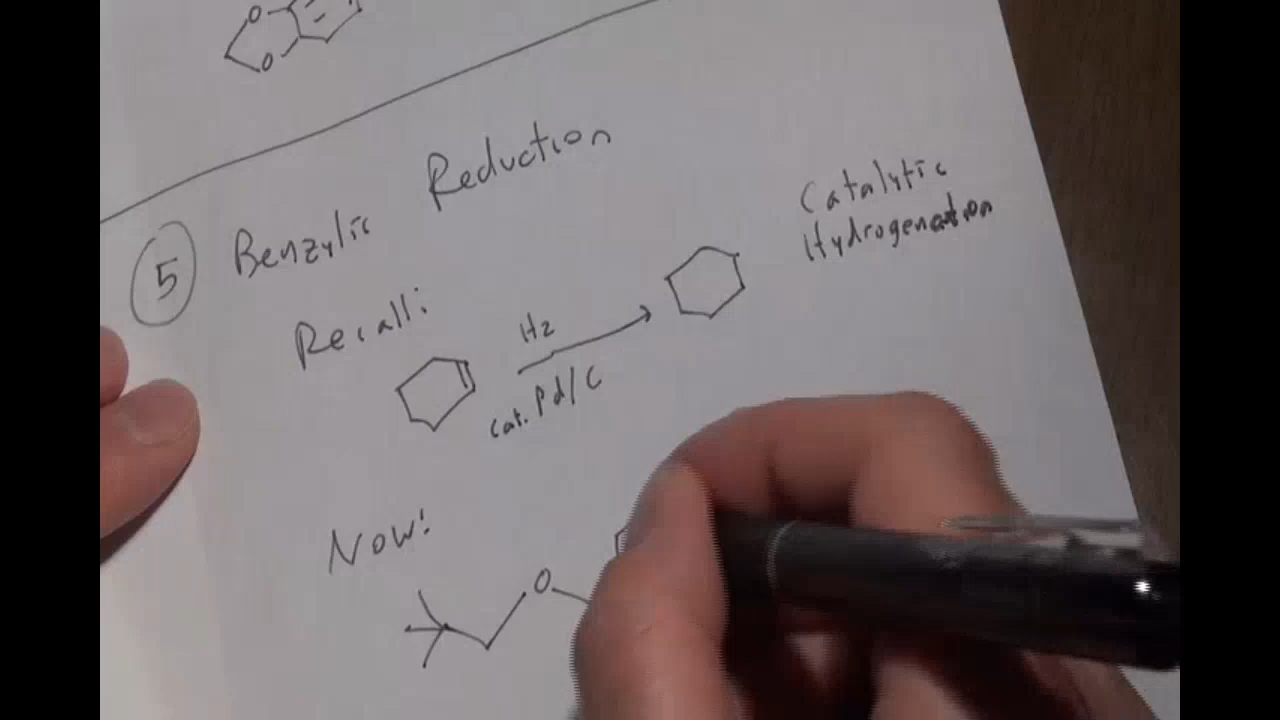 O
O
5 Benzylic Reduction
Recall:
H2
cat. Pd/C
Catalytic
Hydrogenation
Now!
O